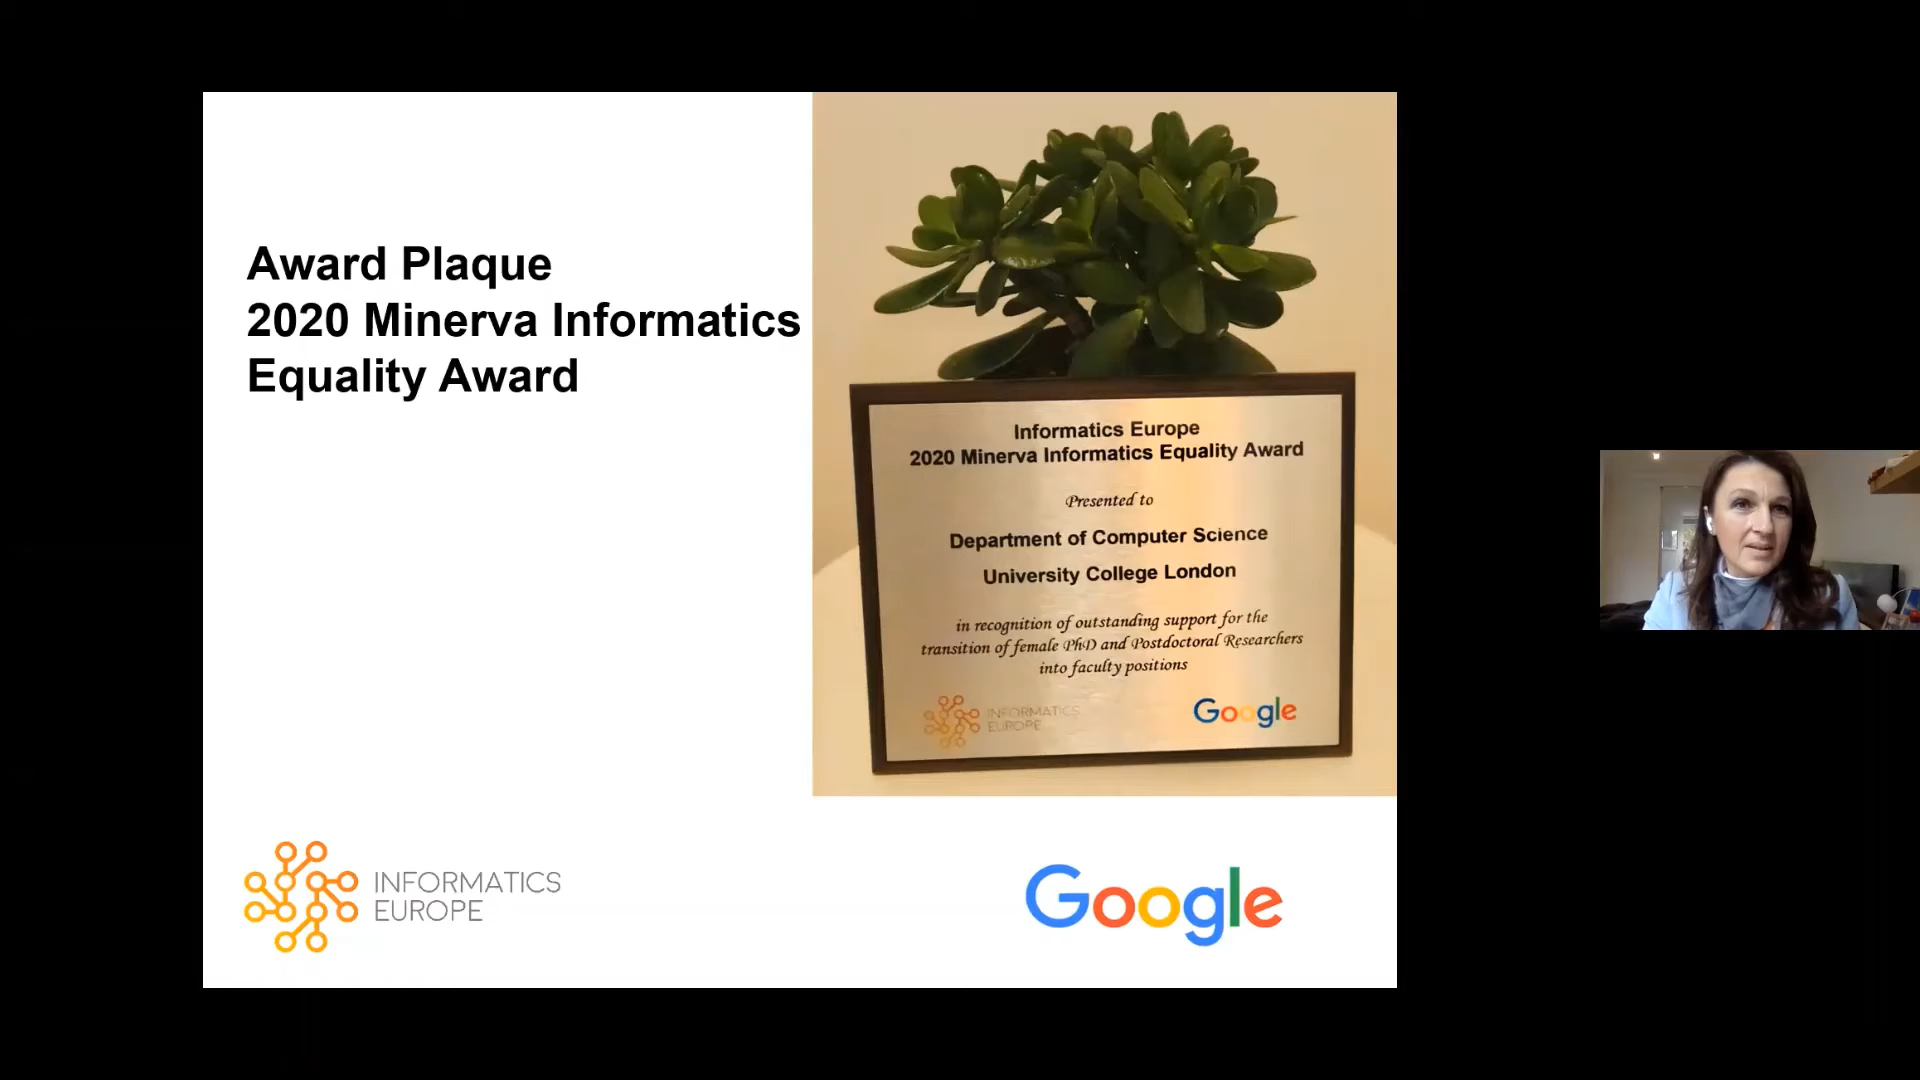 Award Plaque
2020 Minerva Informatics
Equality Award
Informatics Europe
2020 Minerva Informatics Equality Award
Presented to
Department of Computer Science
University College London
in recognition of outstanding support for the
transition of female PhD and Postdoctoral Researchers
into faculty positions
INFORMATICS
EUROPE
Google
INFORMATICS
EUROPE
Google